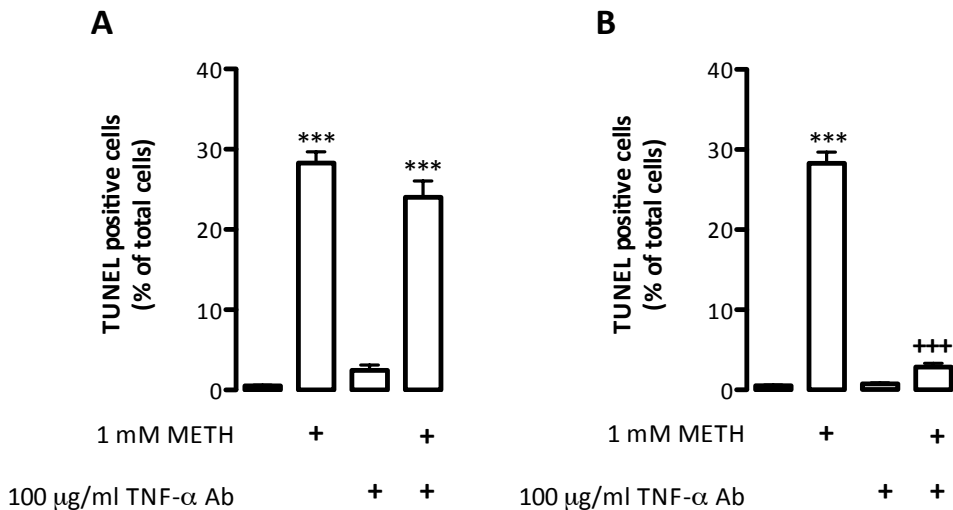 A
TUNEL positive cells
(% of total cells)
40
30
20
10
0
***
***
1 mM METH + +
100 μg/ml TNF-α Ab + +
B
TUNEL positive cells
(% of total cells)
40
30
20
10
0
***
+++
1 mM METH + +
100 μg/ml TNF-α Ab + +